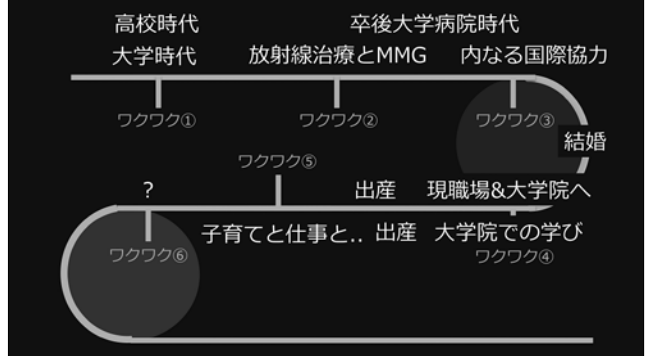 高校時代
卒後大学病院時代
大学時代
放射線治療とMMG
内なる国際協力
ワクワク①
ワクワク②
ワクワク③
結婚
ワクワク⑤
?
出産
現職場&大学院へ
子育てと仕事と..
出産
大学院での学び
ワクワク⑥
ワクワク④